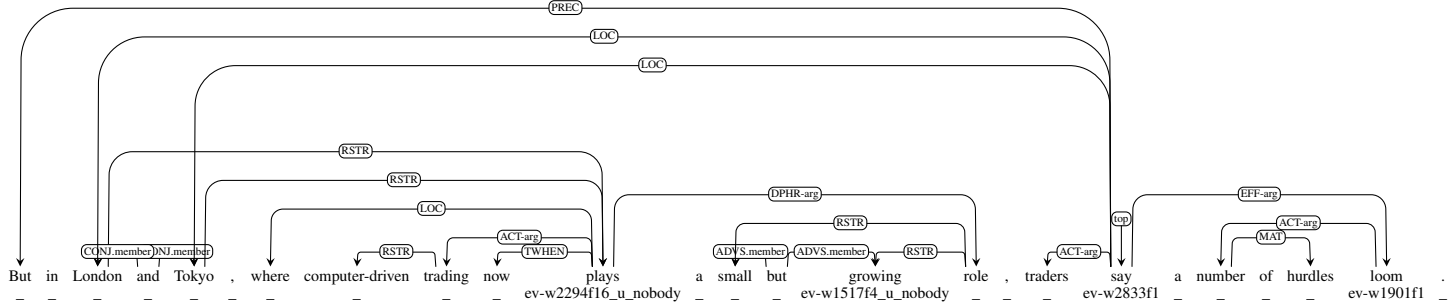 PREC
LOC
LOC
RSTR
RSTR
DPHR-arg EFF-arg
LOC top
RSTR ACT-arg
ACT-arg MAT
CONJ.member ONJ.member RSTR TWHEN ADVS.member ADVS.member RSTR ACT-arg
But in London and Tokyo , where computer-driven trading now plays a small but growing role , traders say a number of hurdles loom .
_ _ _ _ _ _ _ _ _ _ ev-w2294f16_u_nobody _ _ _ ev-w1517f4_u_nobody _ _ _ ev-w2833f1 _ _ _ _ ev-w1901f1 _